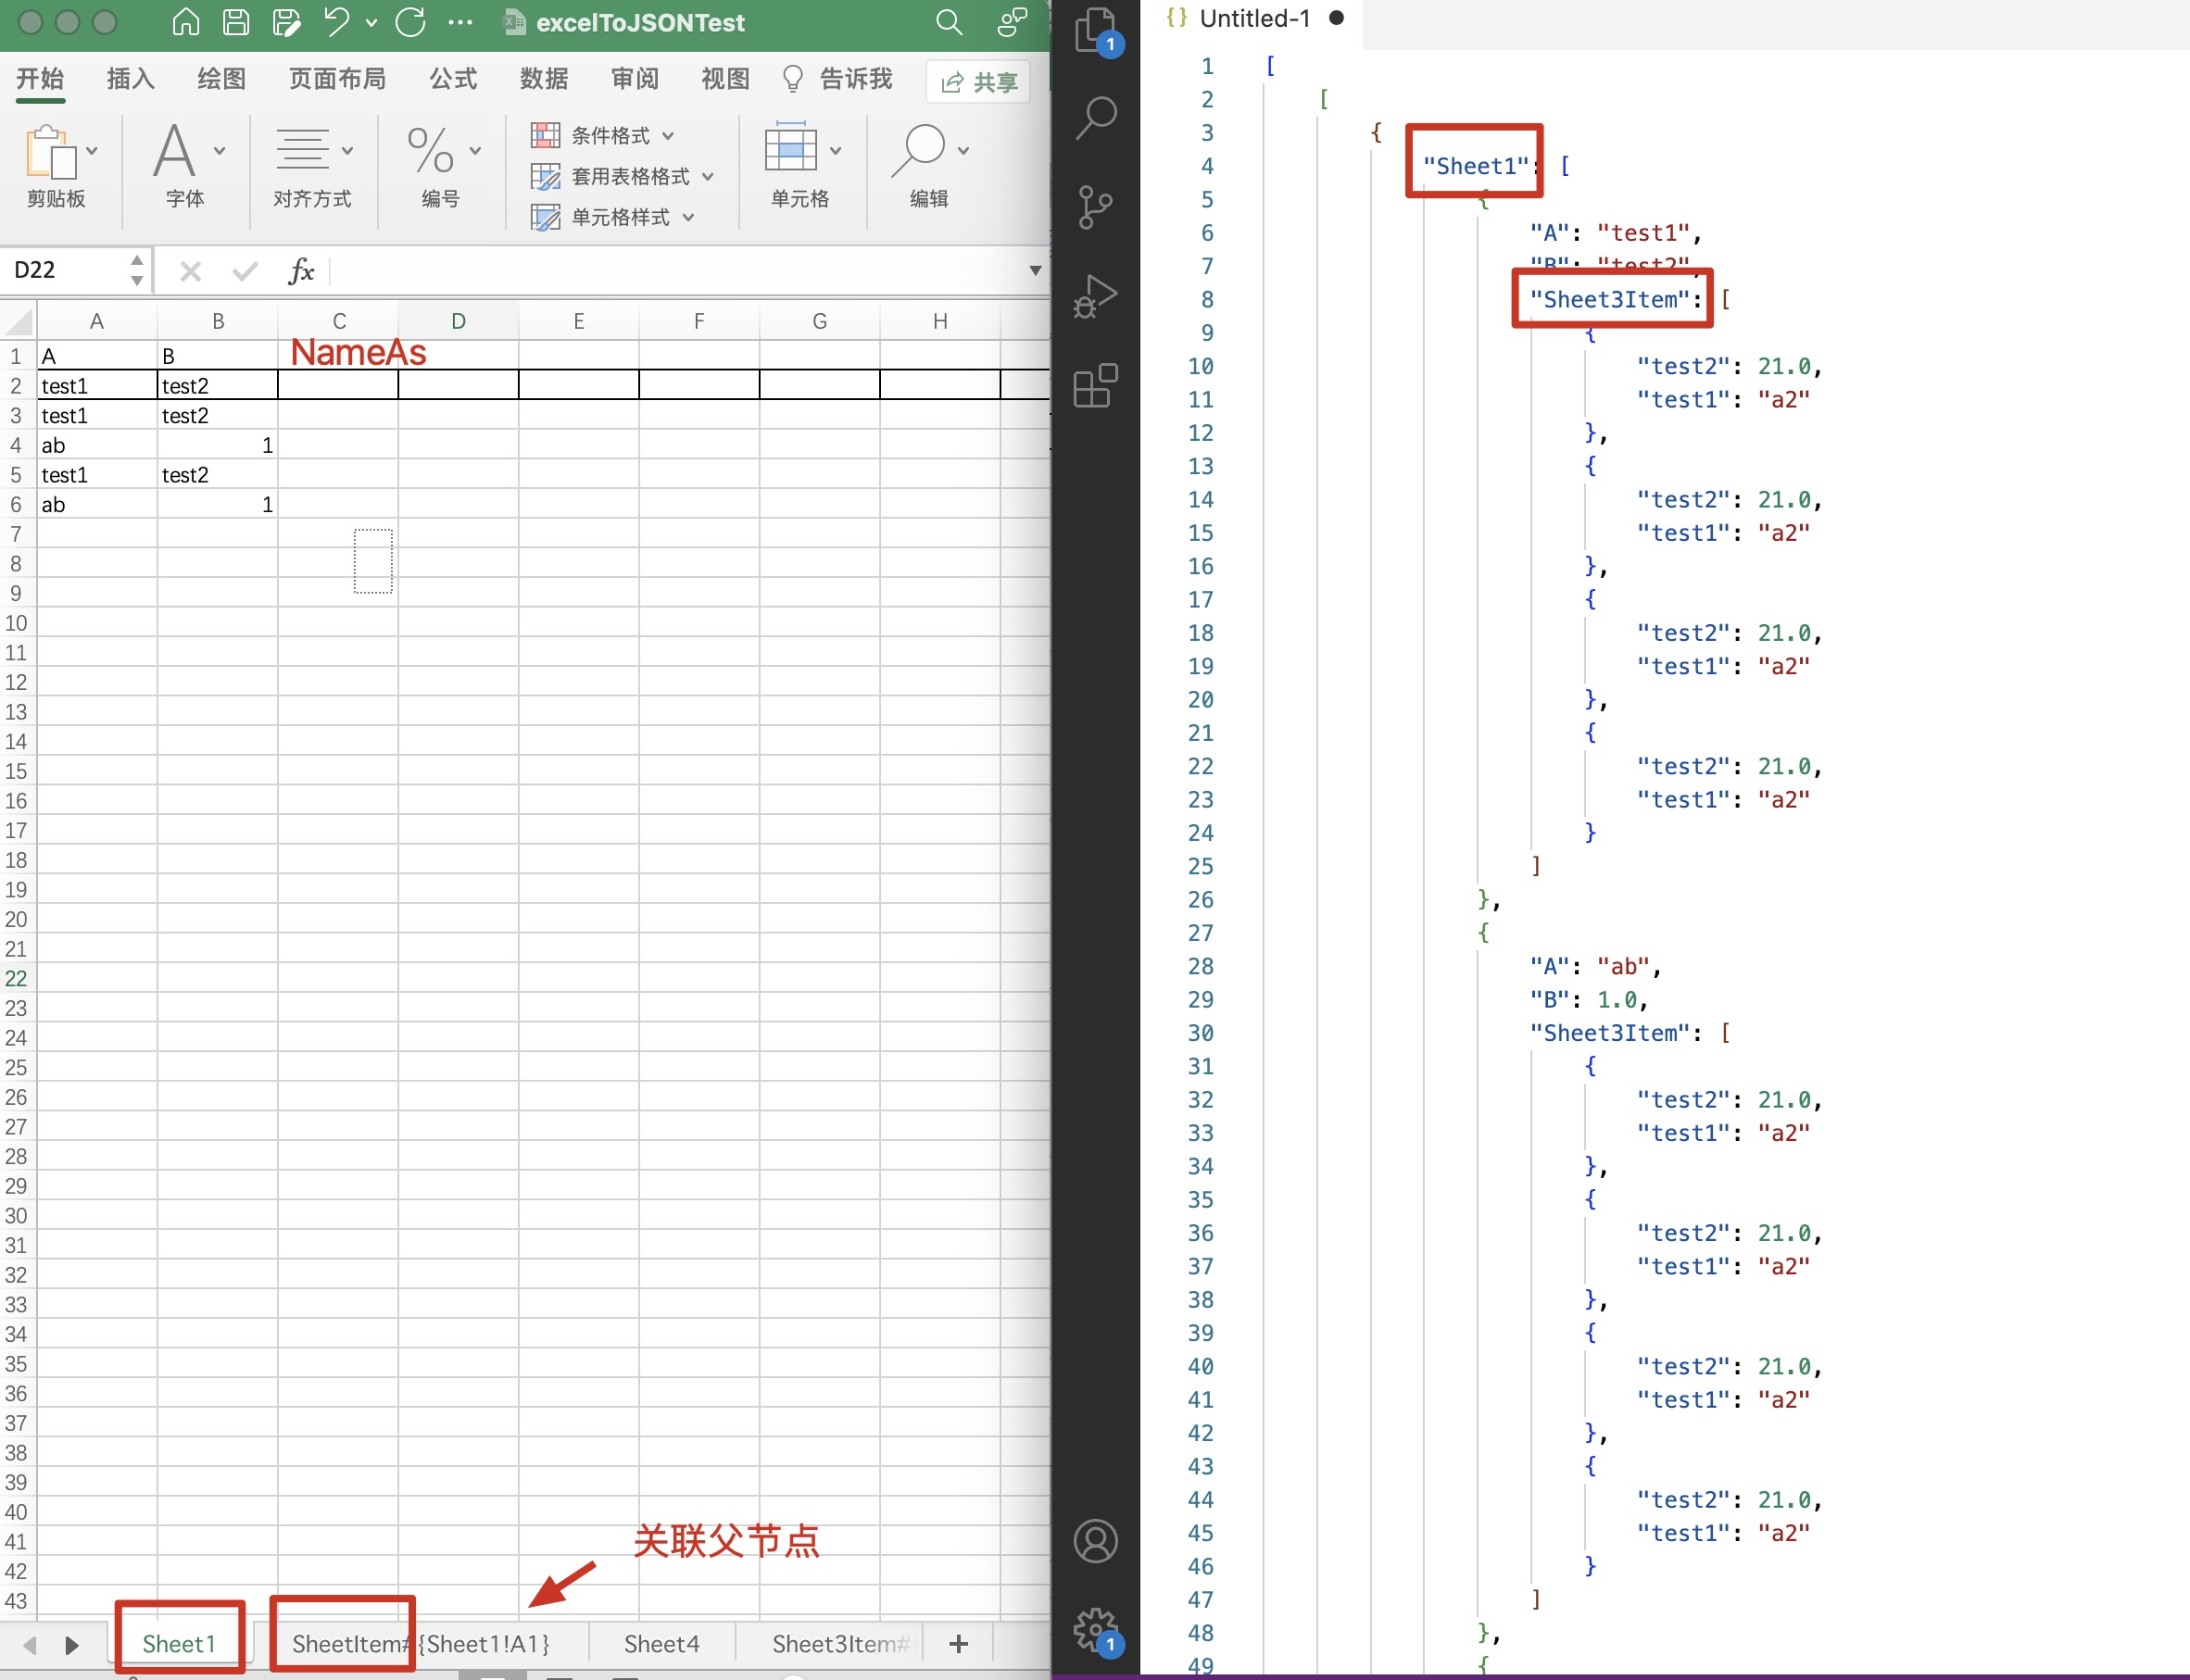 excelToJSONTest
开始 插入 绘图 页面布局 公式 数据 审阅 视图 告诉我 共享
剪贴板 字体 对齐方式 编号 条件格式 套用表格格式 单元格样式 单元格 编辑
D22 fx
A B C D E F G H
NameAs
1 A B
2 test1 test2
3 test1 test2
4 ab 1
5 test1 test2
6 ab 1
7
8
9
10
11
12
13
14
15
16
17
18
19
20
21
22
23
24
25
26
27
28
29
30
31
32
33
34
35
36
37
38
39
40
41
42
43
关联父节点
Sheet1 SheetItem#{Sheet1!A1} Sheet4 Sheet3Item# +
1
1
{} Untitled-1 ●
1 [
2 [
3 {
4 "Sheet1": [
5 {
6 "A": "test1",
7 "B": "test2",
8 "Sheet3Item": [
9 {
10 "test2": 21.0,
11 "test1": "a2"
12 },
13 {
14 "test2": 21.0,
15 "test1": "a2"
16 },
17 {
18 "test2": 21.0,
19 "test1": "a2"
20 },
21 {
22 "test2": 21.0,
23 "test1": "a2"
24 }
25 ]
26 },
27 {
28 "A": "ab",
29 "B": 1.0,
30 "Sheet3Item": [
31 {
32 "test2": 21.0,
33 "test1": "a2"
34 },
35 {
36 "test2": 21.0,
37 "test1": "a2"
38 },
39 {
40 "test2": 21.0,
41 "test1": "a2"
42 },
43 {
44 "test2": 21.0,
45 "test1": "a2"
46 }
47 ]
48 },
49 {